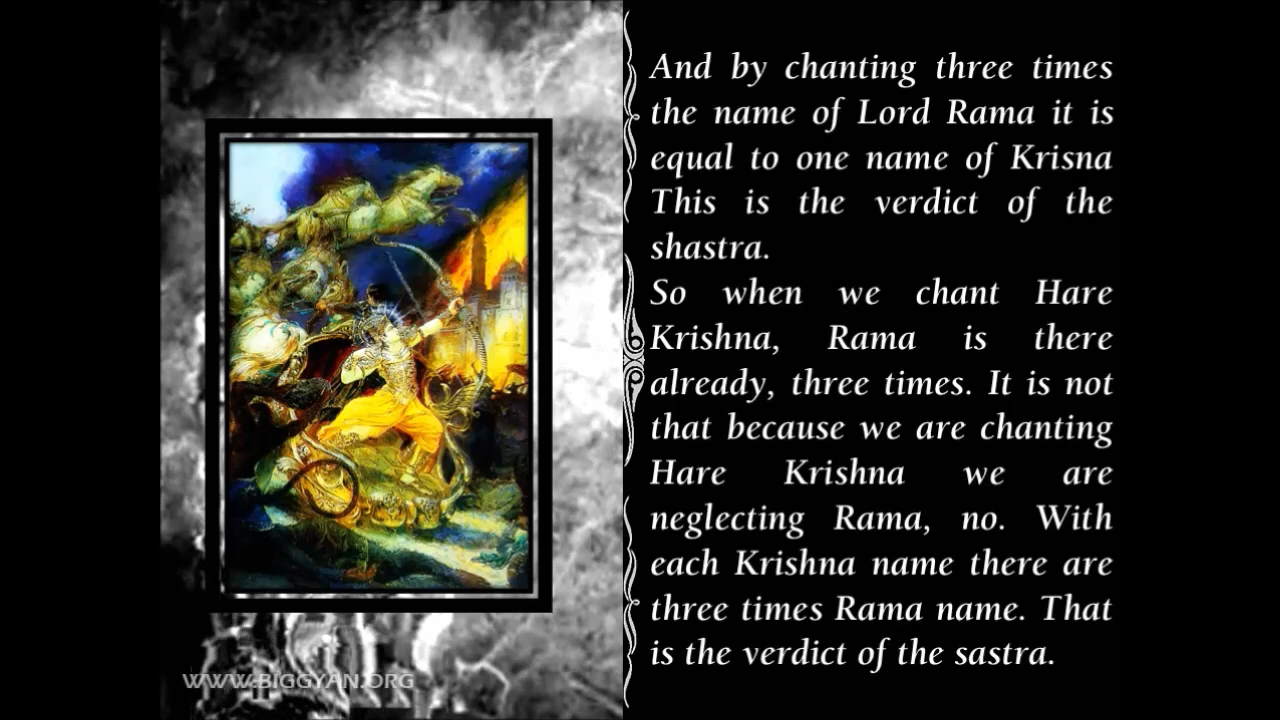 And by chanting three times
the name of Lord Rama it is
equal to one name of Krisna
This is the verdict of the
shastra.
So when we chant Hare
Krishna, Rama is there
already, three times. It is not
that because we are chanting
Hare Krishna we are
neglecting Rama, no. With
each Krishna name there are
three times Rama name. That
is the verdict of the sastra.
WWW.BIGGYAN.ORG